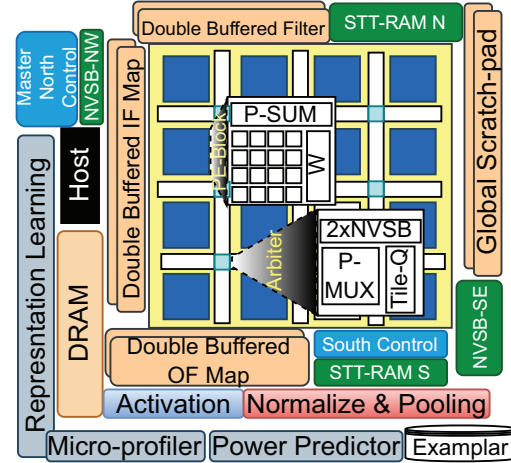 Double Buffered Filter
STT-RAM N
Master
North
Control
NVSB-NW
Double Buffered IF Map
Global Scratch-pad
P-SUM
PE-Block
W
Host
Represntation Learning
2xNVSB
Arbiter
P-
MUX
Tile-Q
DRAM
NVSB-SE
Double Buffered
OF Map
South Control
STT-RAM S
Activation
Normalize & Pooling
Micro-profiler
Power Predictor
Examplar